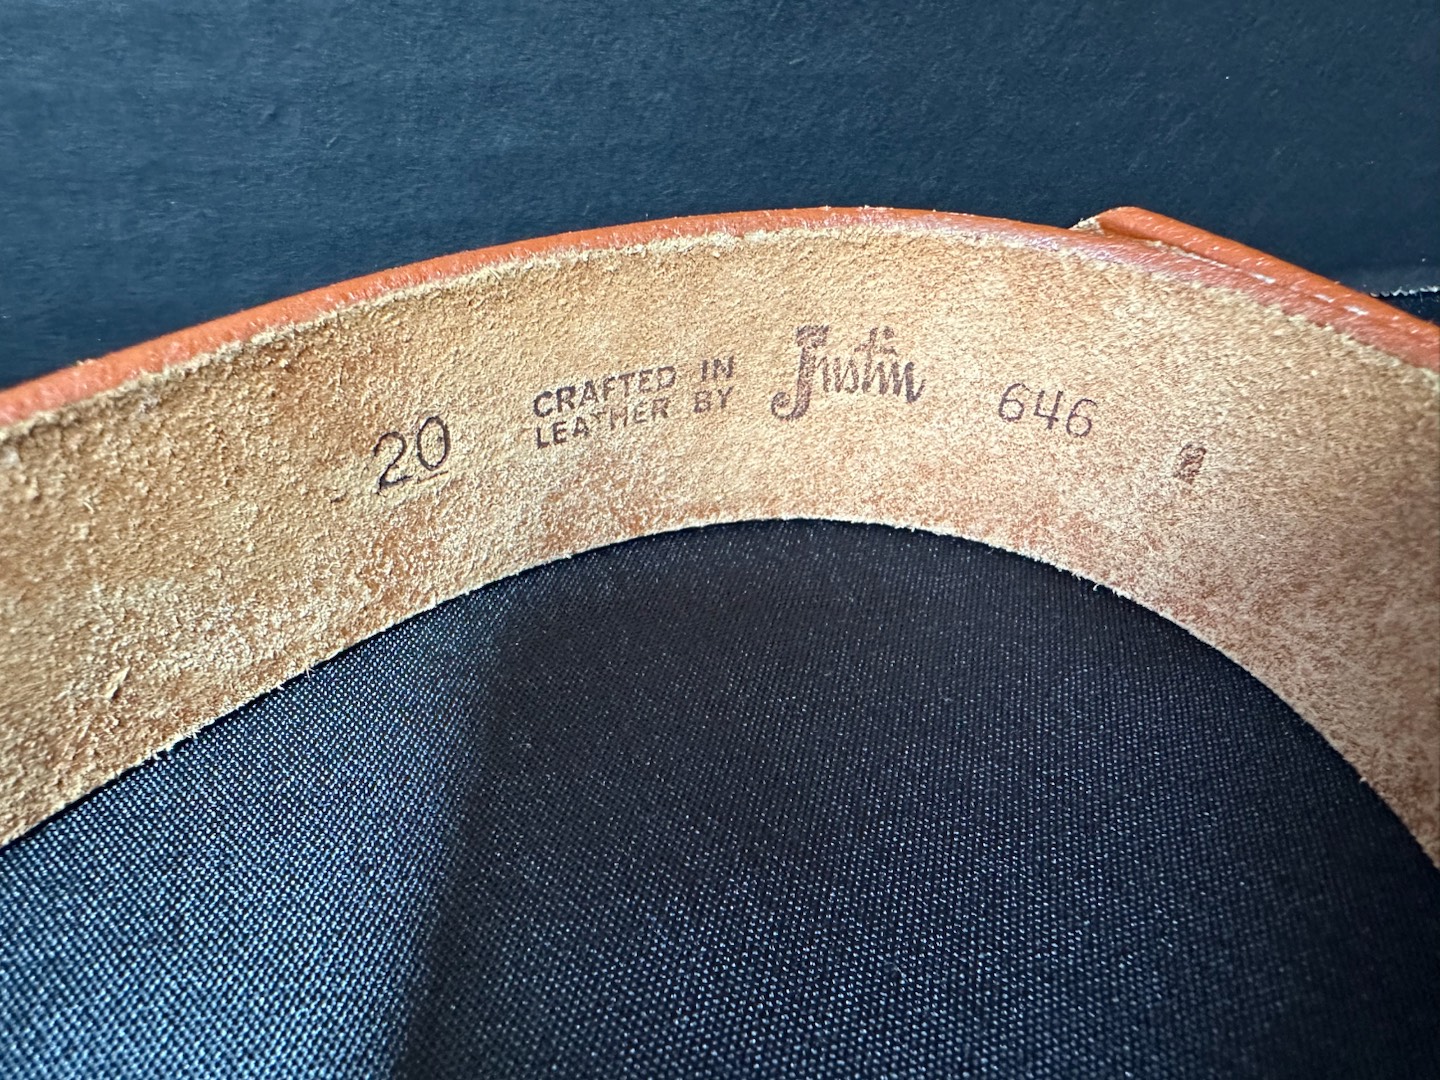 20
CRAFTED IN
LEATHER BY
Justin
646